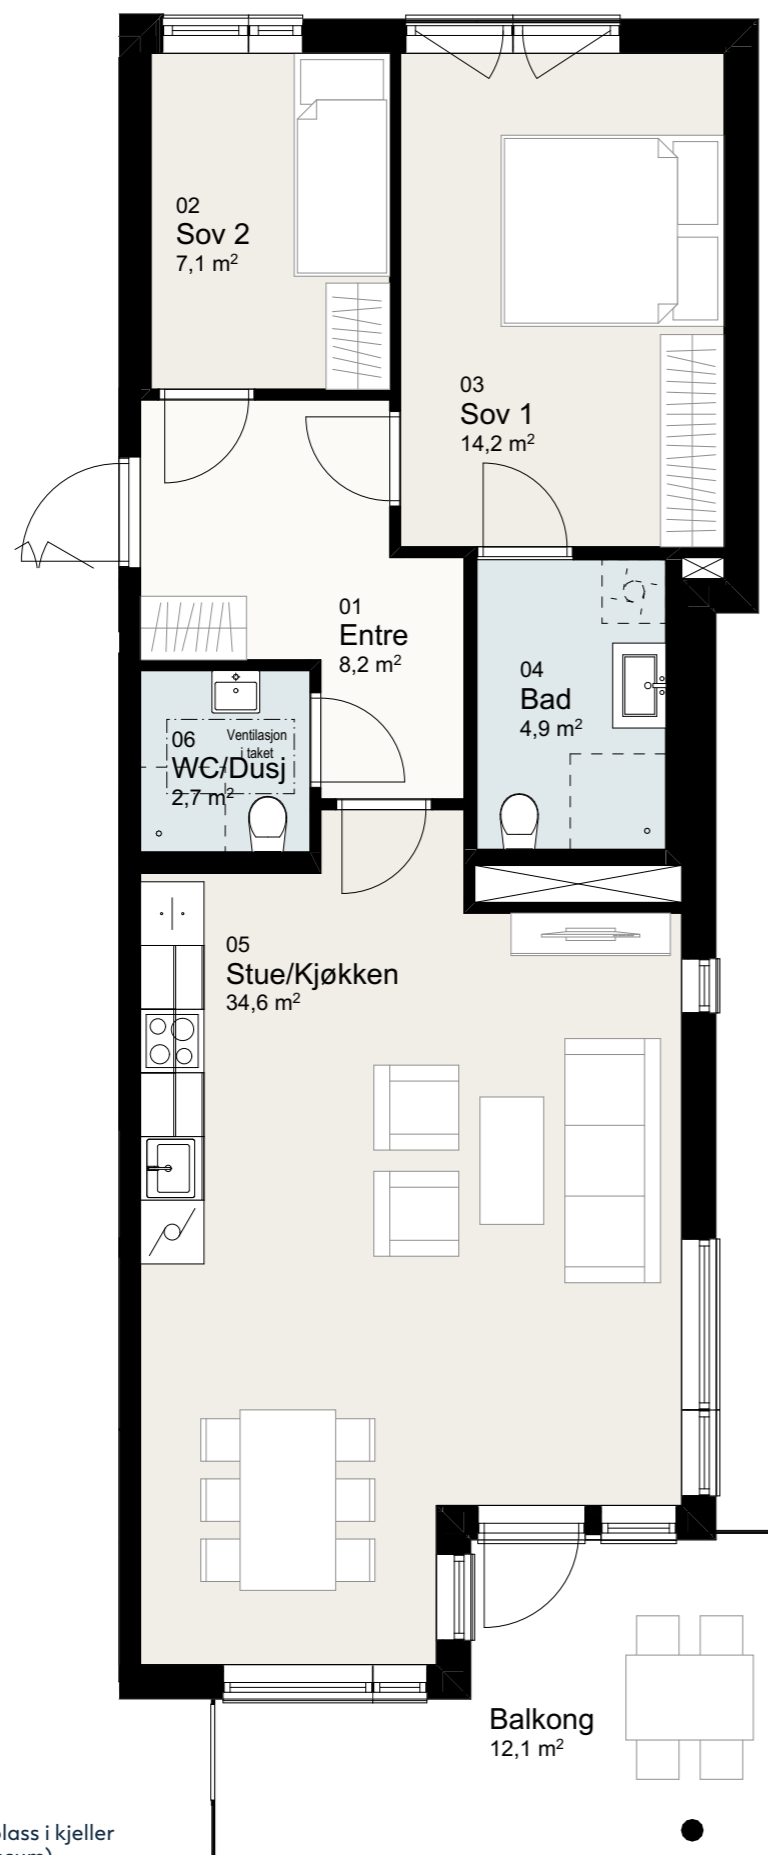 02
Sov 2
7,1 m²
03
Sov 1
14,2 m²
01
Entre
8,2 m²
04
Bad
4,9 m²
06
Ventilasjon
i taket
WC/Dusj
2,7 m²
05
Stue/Kjøkken
34,6 m²
Balkong
12,1 m²
lass i kjeller